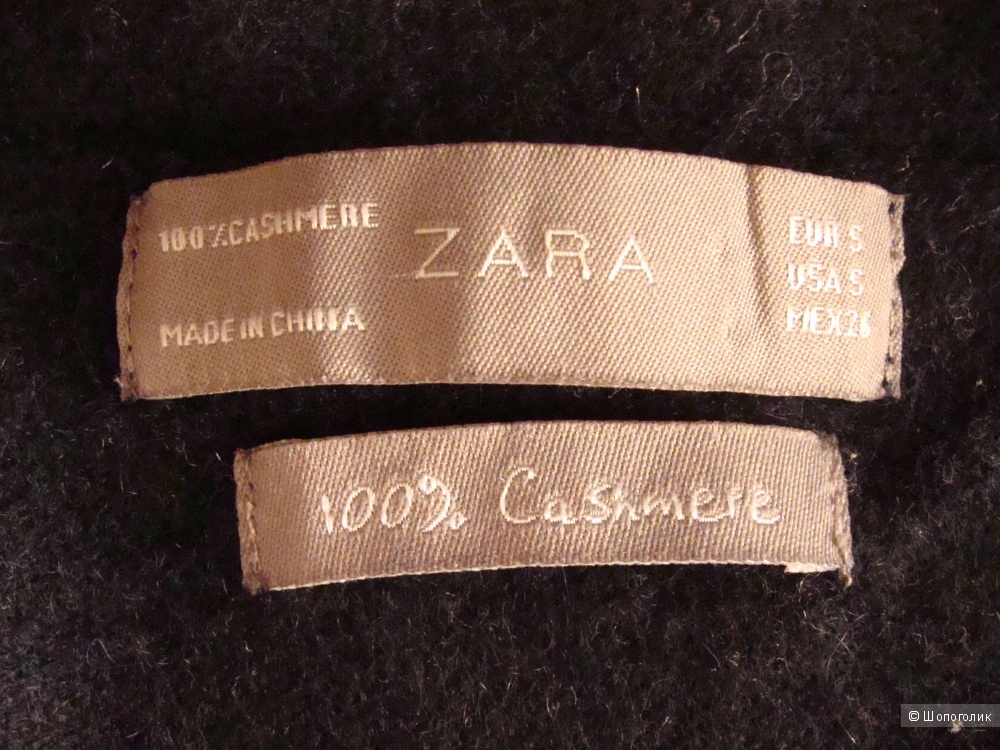 100%CASHMERE
MADE IN CHINA
ZARA
EUR S
USA S
MEX 26
100% Cashmere
© Шопоголик